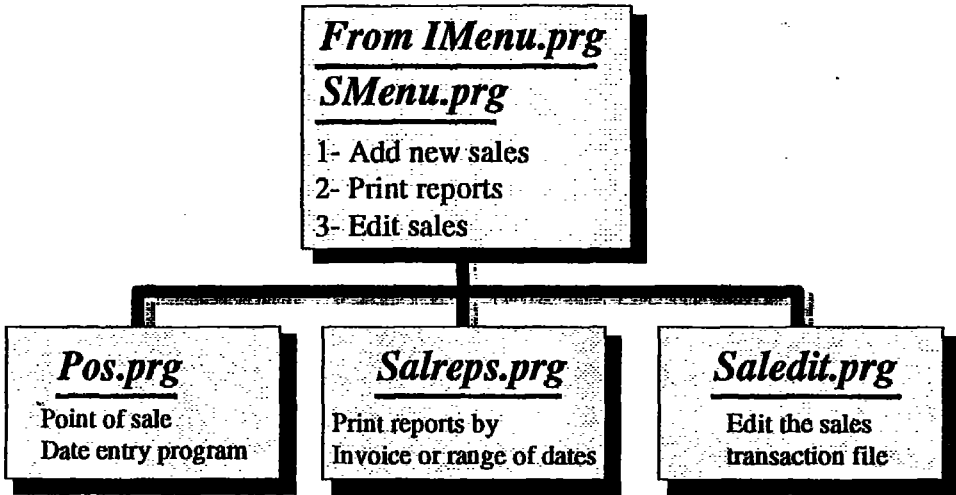 From IMenu.prg
SMenu.prg
1- Add new sales
2- Print reports
3- Edit sales
Pos.prg
Point of sale
Date entry program
Salreps.prg
Print reports by
Invoice or range of dates
Saledit.prg
Edit the sales
transaction file